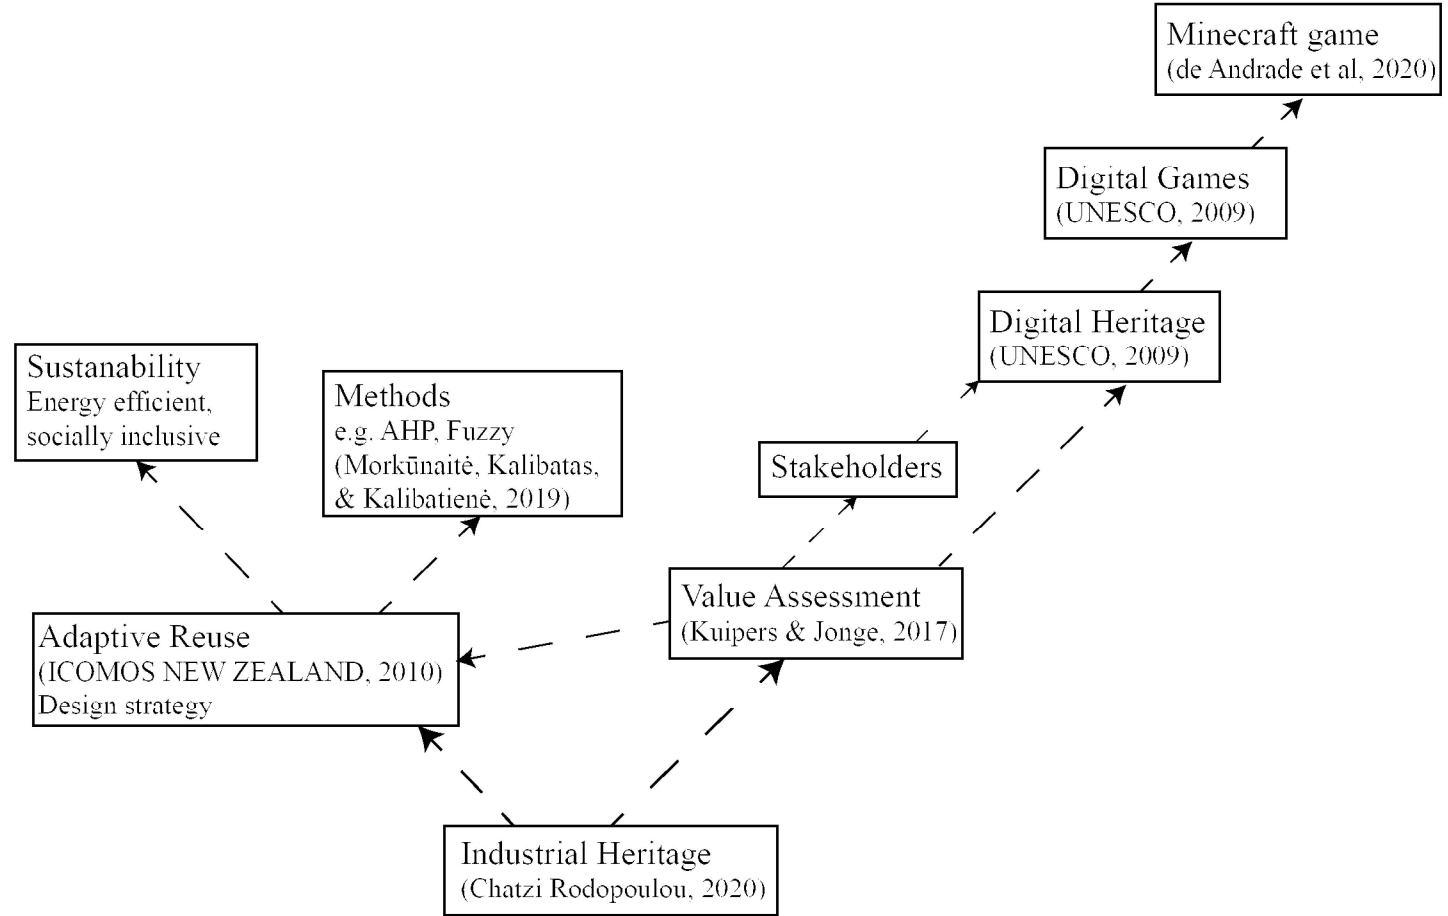 Minecraft game
(de Andrade et al, 2020)
Digital Games
(UNESCO, 2009)
Digital Heritage
(UNESCO, 2009)
Sustanability
Energy efficient,
socially inclusive
Methods
e.g. AHP, Fuzzy
(Morkūnaitė, Kalibatas,
& Kalibatienė, 2019)
Stakeholders
Value Assessment
(Kuipers & Jonge, 2017)
Adaptive Reuse
(ICOMOS NEW ZEALAND, 2010)
Design strategy
Industrial Heritage
(Chatzi Rodopoulou, 2020)